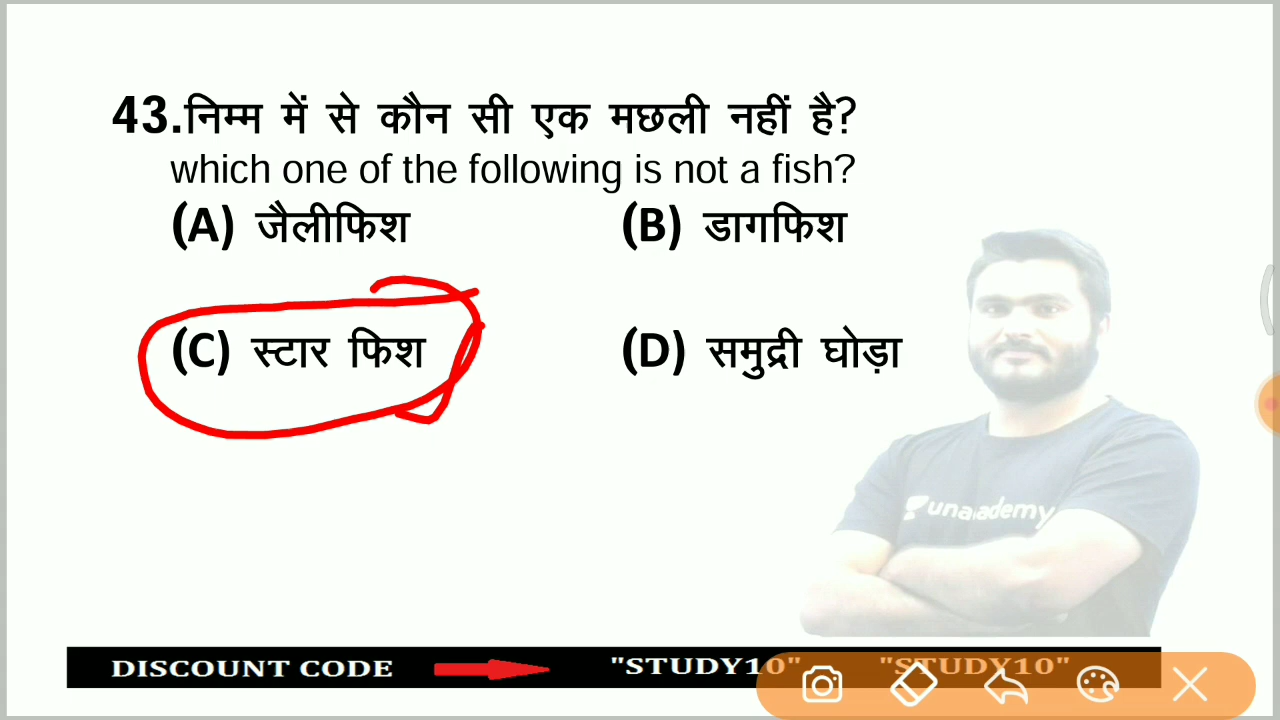 43.निम्म में से कौन सी एक मछली नहीं है?
which one of the following is not a fish?
(A) जैलीफिश (B) डागफिश
(C) स्टार फिश (D) समुद्री घोड़ा
unacademy
DISCOUNT CODE "STUDY10" "STUDY10"